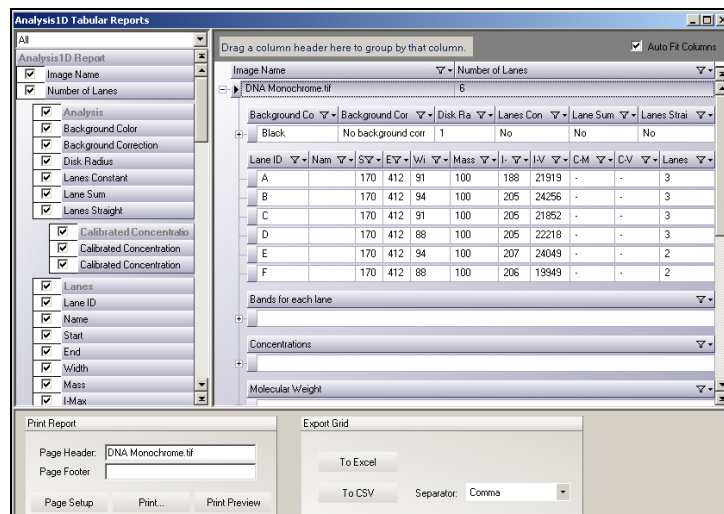 Analysis1D Tabular Reports
All
Analysis1D Report
Image Name
Number of Lanes
Analysis
Background Color
Background Correction
Disk Radius
Lanes Constant
Lane Sum
Lanes Straight
Calibrated Concentratio
Calibrated Concentration
Calibrated Concentration
Lanes
Lane ID
Name
Start
End
Width
Mass
I-Max
Drag a column header here to group by that column.
Auto Fit Columns
Image Name Number of Lanes
DNA Monochrome.tif 6
Background Co Background Cor Disk Ra Lanes Con Lane Sum Lanes Strai
Black No background corr 1 No No No
Lane ID Nam S E Wi Mass I- I-V C-M C-V Lanes
A 170 412 91 100 188 21919 - - 3
B 170 412 94 100 205 24256 - - 3
C 170 412 91 100 205 21852 - - 3
D 170 412 88 100 205 22218 - - 3
E 170 412 94 100 207 24049 - - 2
F 170 412 88 100 206 19949 - - 2
Bands for each lane
Concentrations
Molecular Weight
Print Report
Page Header: DNA Monochrome.tif
Page Footer
Page Setup Print... Print Preview
Export Grid
To Excel
To CSV Separator: Comma